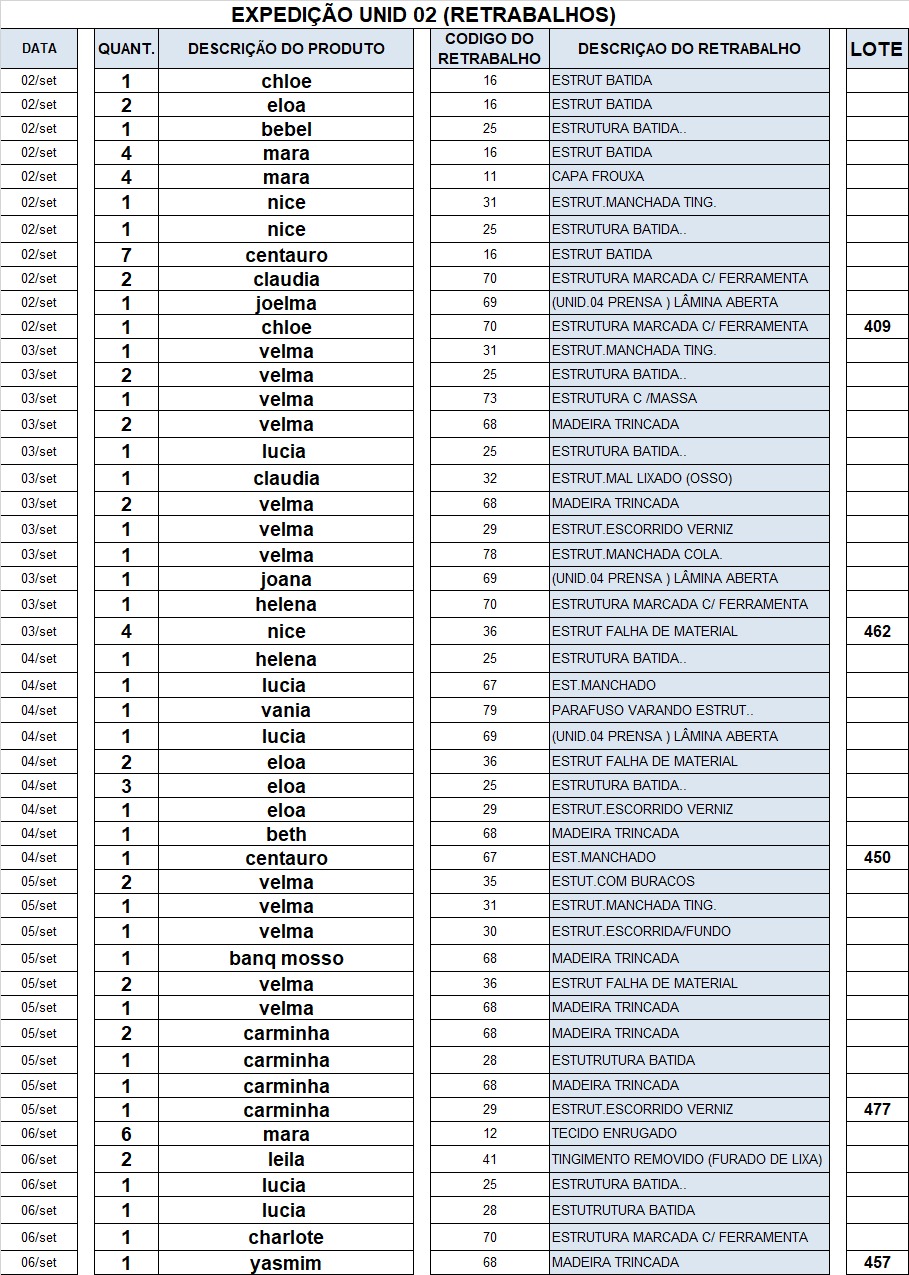 EXPEDIÇÃO UNID 02 (RETRABALHOS)
DATA QUANT. DESCRIÇÃO DO PRODUTO CODIGO DO RETRABALHO DESCRIÇAO DO RETRABALHO LOTE
02/set 1 chloe 16 ESTRUT BATIDA
02/set 2 eloa 16 ESTRUT BATIDA
02/set 1 bebel 25 ESTRUTURA BATIDA..
02/set 4 mara 16 ESTRUT BATIDA
02/set 4 mara 11 CAPA FROUXA
02/set 1 nice 31 ESTRUT.MANCHADA TING.
02/set 1 nice 25 ESTRUTURA BATIDA..
02/set 7 centauro 16 ESTRUT BATIDA
02/set 2 claudia 70 ESTRUTURA MARCADA C/ FERRAMENTA
02/set 1 joelma 69 (UNID.04 PRENSA ) LÂMINA ABERTA
02/set 1 chloe 70 ESTRUTURA MARCADA C/ FERRAMENTA 409
03/set 1 velma 31 ESTRUT.MANCHADA TING.
03/set 2 velma 25 ESTRUTURA BATIDA..
03/set 1 velma 73 ESTRUTURA C /MASSA
03/set 2 velma 68 MADEIRA TRINCADA
03/set 1 lucia 25 ESTRUTURA BATIDA..
03/set 1 claudia 32 ESTRUT.MAL LIXADO (OSSO)
03/set 2 velma 68 MADEIRA TRINCADA
03/set 1 velma 29 ESTRUT.ESCORRIDO VERNIZ
03/set 1 velma 78 ESTRUT.MANCHADA COLA.
03/set 1 joana 69 (UNID.04 PRENSA ) LÂMINA ABERTA
03/set 1 helena 70 ESTRUTURA MARCADA C/ FERRAMENTA
03/set 4 nice 36 ESTRUT FALHA DE MATERIAL 462
04/set 1 helena 25 ESTRUTURA BATIDA..
04/set 1 lucia 67 EST.MANCHADO
04/set 1 vania 79 PARAFUSO VARANDO ESTRUT..
04/set 1 lucia 69 (UNID.04 PRENSA ) LÂMINA ABERTA
04/set 2 eloa 36 ESTRUT FALHA DE MATERIAL
04/set 3 eloa 25 ESTRUTURA BATIDA..
04/set 1 eloa 29 ESTRUT.ESCORRIDO VERNIZ
04/set 1 beth 68 MADEIRA TRINCADA
04/set 1 centauro 67 EST.MANCHADO 450
05/set 2 velma 35 ESTUT.COM BURACOS
05/set 1 velma 31 ESTRUT.MANCHADA TING.
05/set 1 velma 30 ESTRUT.ESCORRIDA/FUNDO
05/set 1 banq mosso 68 MADEIRA TRINCADA
05/set 2 velma 36 ESTRUT FALHA DE MATERIAL
05/set 1 velma 68 MADEIRA TRINCADA
05/set 2 carminha 68 MADEIRA TRINCADA
05/set 1 carminha 28 ESTUTRUTURA BATIDA
05/set 1 carminha 68 MADEIRA TRINCADA
05/set 1 carminha 29 ESTRUT.ESCORRIDO VERNIZ 477
06/set 6 mara 12 TECIDO ENRUGADO
06/set 2 leila 41 TINGIMENTO REMOVIDO (FURADO DE LIXA)
06/set 1 lucia 25 ESTRUTURA BATIDA..
06/set 1 lucia 28 ESTUTRUTURA BATIDA
06/set 1 charlote 70 ESTRUTURA MARCADA C/ FERRAMENTA
06/set 1 yasmim 68 MADEIRA TRINCADA 457